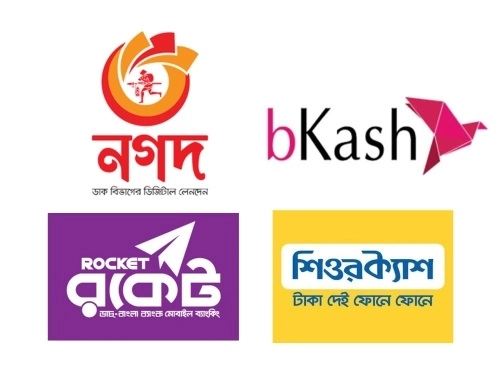 নগদ
ডাক বিভাগের ডিজিটাল লেনদেন
bKash
ROCKET
রকেট
ডাচ্-বাংলা ব্যাংক মোবাইল ব্যাংকিং
শিওরক্যাশ
টাকা দেই ফোনে ফোনে